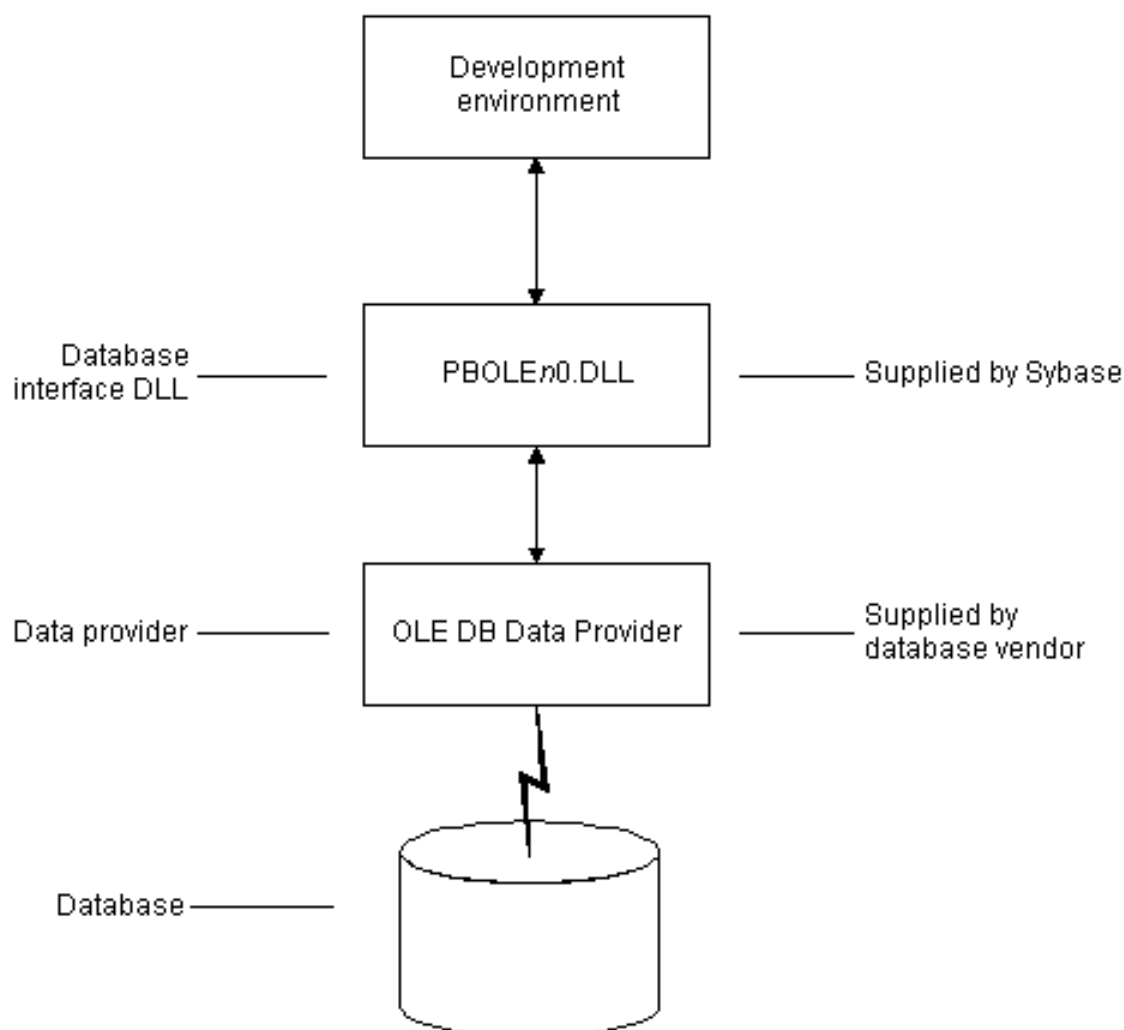 Development
environment
Database
interface DLL
PBOLEn0.DLL
Supplied by Sybase
Data provider
OLE DB Data Provider
Supplied by
database vendor
Database